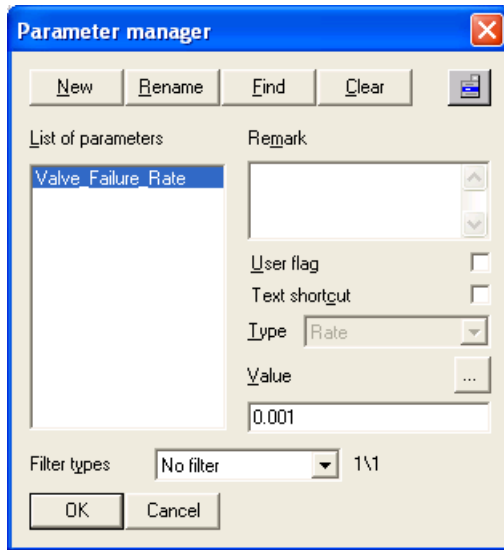 Parameter manager
New Rename Find Clear
List of parameters Remark
Valve_Failure_Rate
User flag
Text shortcut
Type Rate
Value ...
0.001
Filter types No filter 1\1
OK Cancel